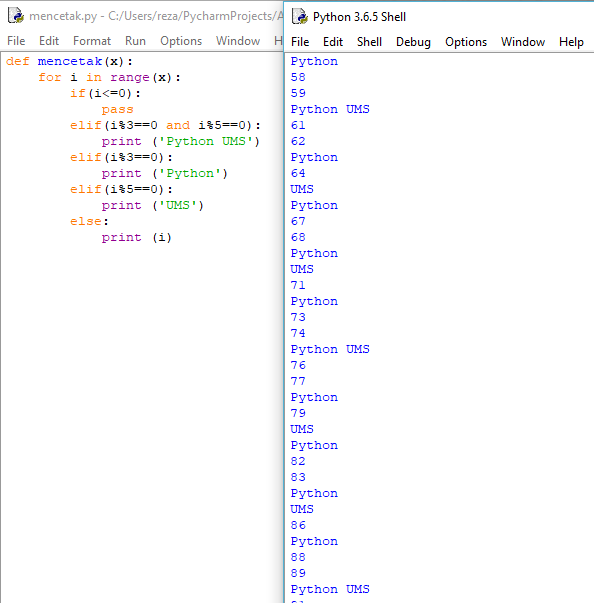 mencetak.py - C:/Users/reza/PycharmProjects/A
File Edit Format Run Options Window H
def mencetak(x):
    for i in range(x):
        if(i<=0):
            pass
        elif(i%3==0 and i%5==0):
            print ('Python UMS')
        elif(i%3==0):
            print ('Python')
        elif(i%5==0):
            print ('UMS')
        else:
            print (i)
Python 3.6.5 Shell
File Edit Shell Debug Options Window Help
Python
58
59
Python UMS
61
62
Python
64
UMS
Python
67
68
Python
UMS
71
Python
73
74
Python UMS
76
77
Python
79
UMS
Python
82
83
Python
UMS
86
Python
88
89
Python UMS